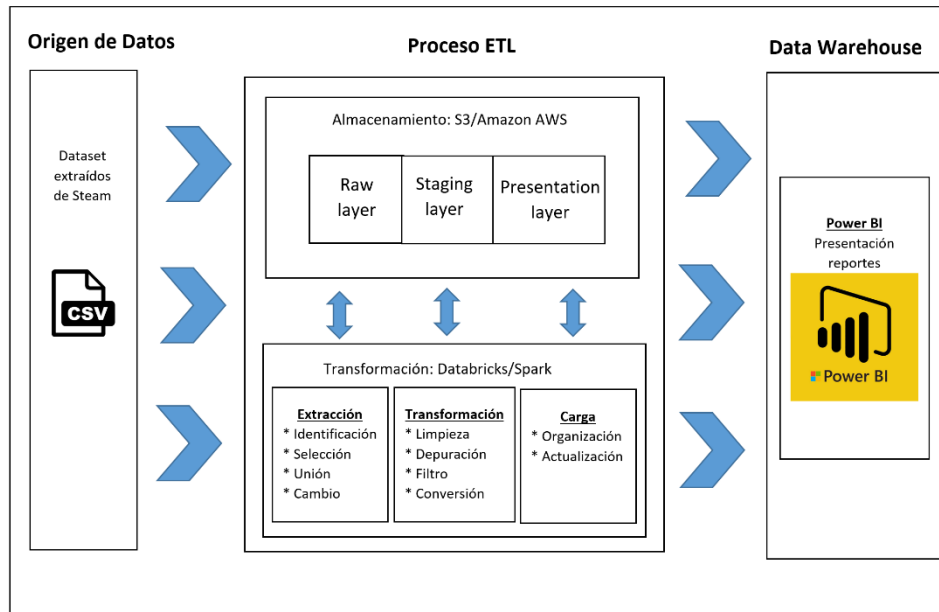 Origen de Datos
Proceso ETL
Data Warehouse
Dataset
extraídos
de Steam
CSV
Almacenamiento: S3/Amazon AWS
Raw
layer
Staging
layer
Presentation
layer
Transformación: Databricks/Spark
Extracción
* Identificación
* Selección
* Unión
* Cambio
Transformación
* Limpieza
* Depuración
* Filtro
* Conversión
Carga
* Organización
* Actualización
Power BI
Presentación
reportes
Power BI